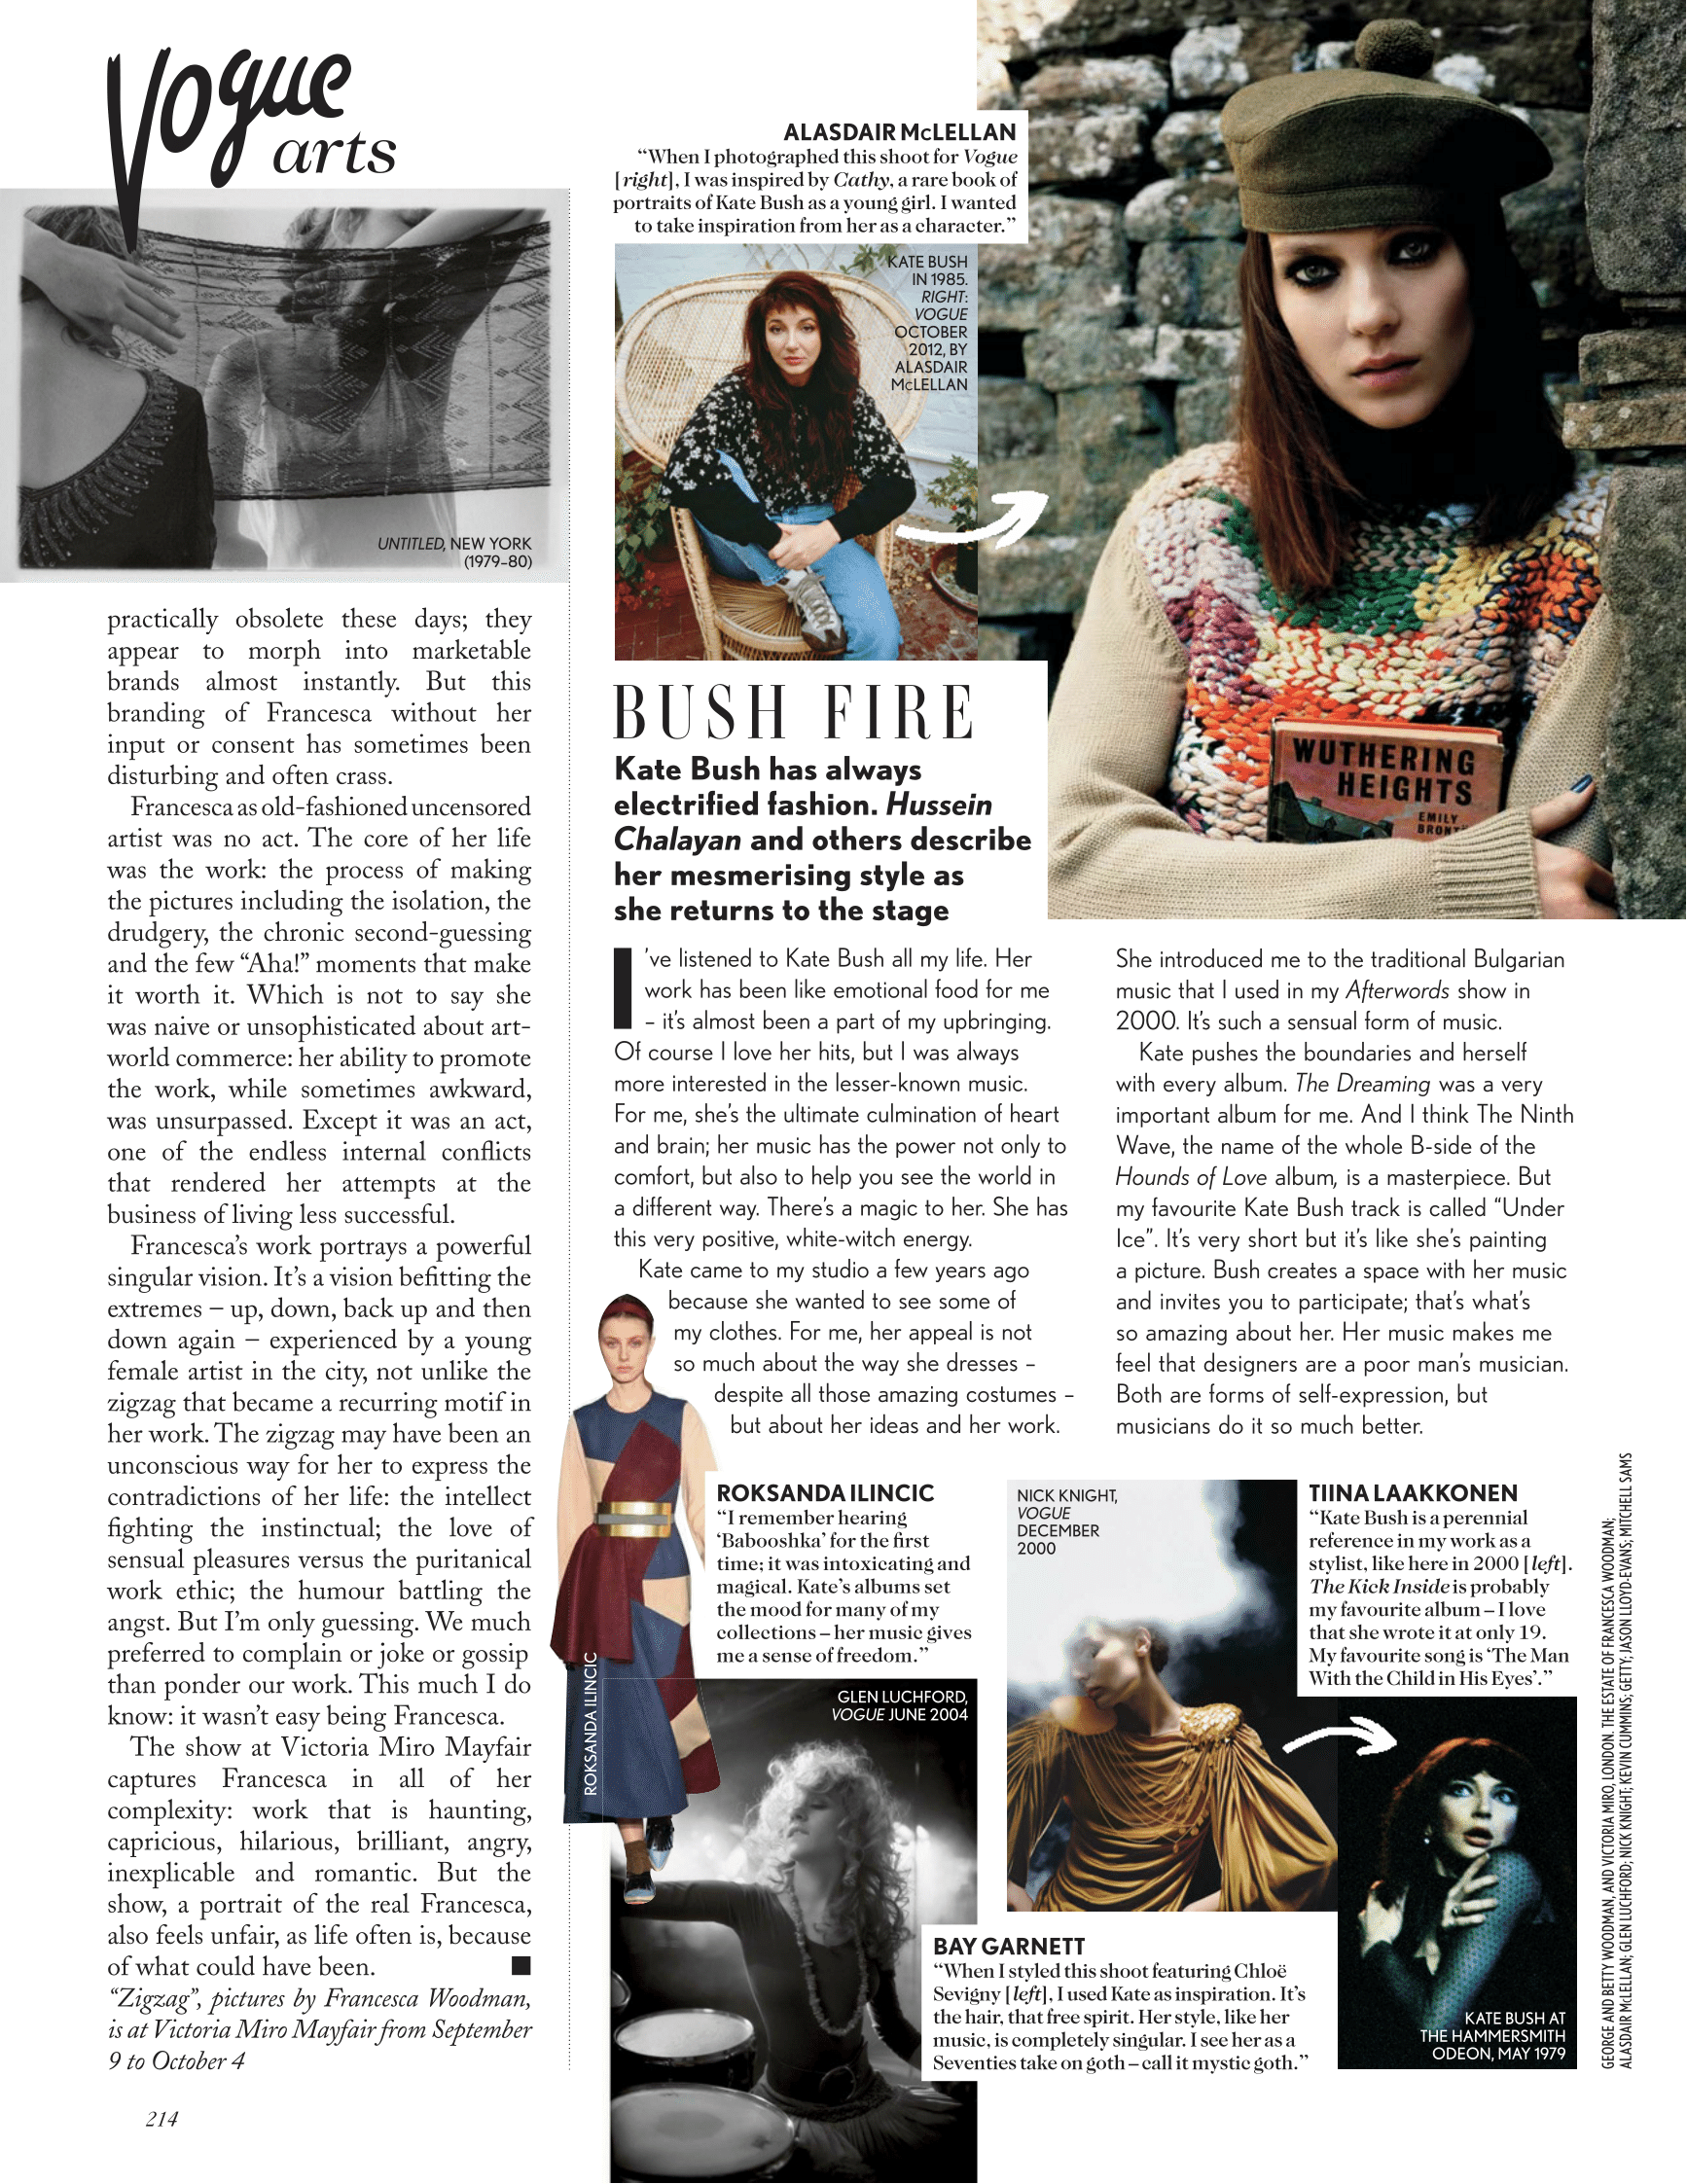 Vogue
arts
UNTITLED, NEW YORK
(1979-80)
practically obsolete these days; they
appear to morph into marketable
brands almost instantly. But this
branding of Francesca without her
input or consent has sometimes been
disturbing and often crass.
Francesca as old-fashioned uncensored
artist was no act. The core of her life
was the work: the process of making
the pictures including the isolation, the
drudgery, the chronic second-guessing
and the few “Aha!” moments that make
it worth it. Which is not to say she
was naive or unsophisticated about art-
world commerce: her ability to promote
the work, while sometimes awkward,
was unsurpassed. Except it was an act,
one of the endless internal conflicts
that rendered her attempts at the
business of living less successful.
Francesca’s work portrays a powerful
singular vision. It’s a vision befitting the
extremes – up, down, back up and then
down again – experienced by a young
female artist in the city, not unlike the
zigzag that became a recurring motif in
her work. The zigzag may have been an
unconscious way for her to express the
contradictions of her life: the intellect
fighting the instinctual; the love of
sensual pleasures versus the puritanical
work ethic; the humour battling the
angst. But I’m only guessing. We much
preferred to complain or joke or gossip
than ponder our work. This much I do
know: it wasn’t easy being Francesca.
The show at Victoria Miro Mayfair
captures Francesca in all of her
complexity: work that is haunting,
capricious, hilarious, brilliant, angry,
inexplicable and romantic. But the
show, a portrait of the real Francesca,
also feels unfair, as life often is, because
of what could have been. ■
“Zigzag”, pictures by Francesca Woodman,
is at Victoria Miro Mayfair from September
9 to October 4
214
ALASDAIR McLELLAN
“When I photographed this shoot for Vogue
[right], I was inspired by Cathy, a rare book of
portraits of Kate Bush as a young girl. I wanted
to take inspiration from her as a character.”
KATE BUSH
IN 1985.
RIGHT:
VOGUE
OCTOBER
2012, BY
ALASDAIR
McLELLAN
WUTHERING
HEIGHTS
EMILY
BRONT
BUSH FIRE
Kate Bush has always
electrified fashion. Hussein
Chalayan and others describe
her mesmerising style as
she returns to the stage
I’ve listened to Kate Bush all my life. Her
work has been like emotional food for me
– it’s almost been a part of my upbringing.
Of course I love her hits, but I was always
more interested in the lesser-known music.
For me, she’s the ultimate culmination of heart
and brain; her music has the power not only to
comfort, but also to help you see the world in
a different way. There’s a magic to her. She has
this very positive, white-witch energy.
Kate came to my studio a few years ago
because she wanted to see some of
my clothes. For me, her appeal is not
so much about the way she dresses –
despite all those amazing costumes –
but about her ideas and her work.
She introduced me to the traditional Bulgarian
music that I used in my Afterwords show in
2000. It’s such a sensual form of music.
Kate pushes the boundaries and herself
with every album. The Dreaming was a very
important album for me. And I think The Ninth
Wave, the name of the whole B-side of the
Hounds of Love album, is a masterpiece. But
my favourite Kate Bush track is called “Under
Ice”. It’s very short but it’s like she’s painting
a picture. Bush creates a space with her music
and invites you to participate; that’s what’s
so amazing about her. Her music makes me
feel that designers are a poor man’s musician.
Both are forms of self-expression, but
musicians do it so much better.
ROKSANDA ILINCIC
ROKSANDA ILINCIC
“I remember hearing
‘Babooshka’ for the first
time; it was intoxicating and
magical. Kate’s albums set
the mood for many of my
collections – her music gives
me a sense of freedom.”
GLEN LUCHFORD,
VOGUE JUNE 2004
NICK KNIGHT,
VOGUE
DECEMBER
2000
TIINA LAAKKONEN
“Kate Bush is a perennial
reference in my work as a
stylist, like here in 2000 [left].
The Kick Inside is probably
my favourite album – I love
that she wrote it at only 19.
My favourite song is ‘The Man
With the Child in His Eyes’.”
BAY GARNETT
“When I styled this shoot featuring Chloë
Sevigny [left], I used Kate as inspiration. It’s
the hair, that free spirit. Her style, like her
music, is completely singular. I see her as a
Seventies take on goth – call it mystic goth.”
KATE BUSH AT
THE HAMMERSMITH
ODEON, MAY 1979
GEORGE AND BETTY WOODMAN, AND VICTORIA MIRO, LONDON. THE ESTATE OF FRANCESCA WOODMAN;
ALASDAIR McLELLAN; GLEN LUCHFORD; NICK KNIGHT; KEVIN CUMMINS; GETTY; JASON LLOYD-EVANS; MITCHELL SAMS